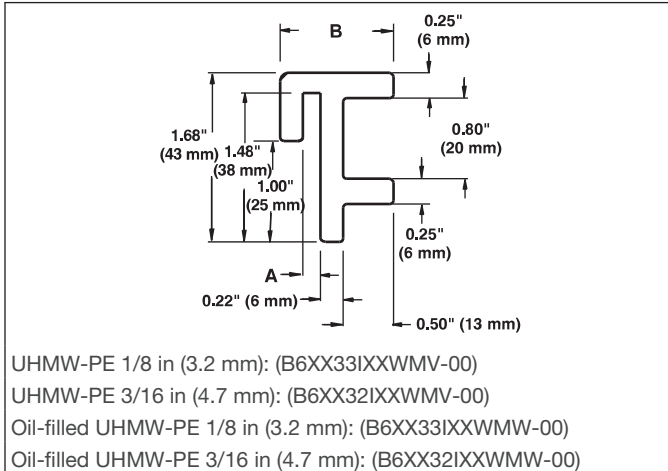 B
0.25"
(6 mm)
1.68"
(43 mm)
1.48"
(38 mm)
1.00"
(25 mm)
0.80"
(20 mm)
0.25"
(6 mm)
A
0.22" (6 mm)
0.50" (13 mm)
UHMW-PE 1/8 in (3.2 mm): (B6XX33IXXWMV-00)
UHMW-PE 3/16 in (4.7 mm): (B6XX32IXXWMV-00)
Oil-filled UHMW-PE 1/8 in (3.2 mm): (B6XX33IXXWMW-00)
Oil-filled UHMW-PE 3/16 in (4.7 mm): (B6XX32IXXWMW-00)